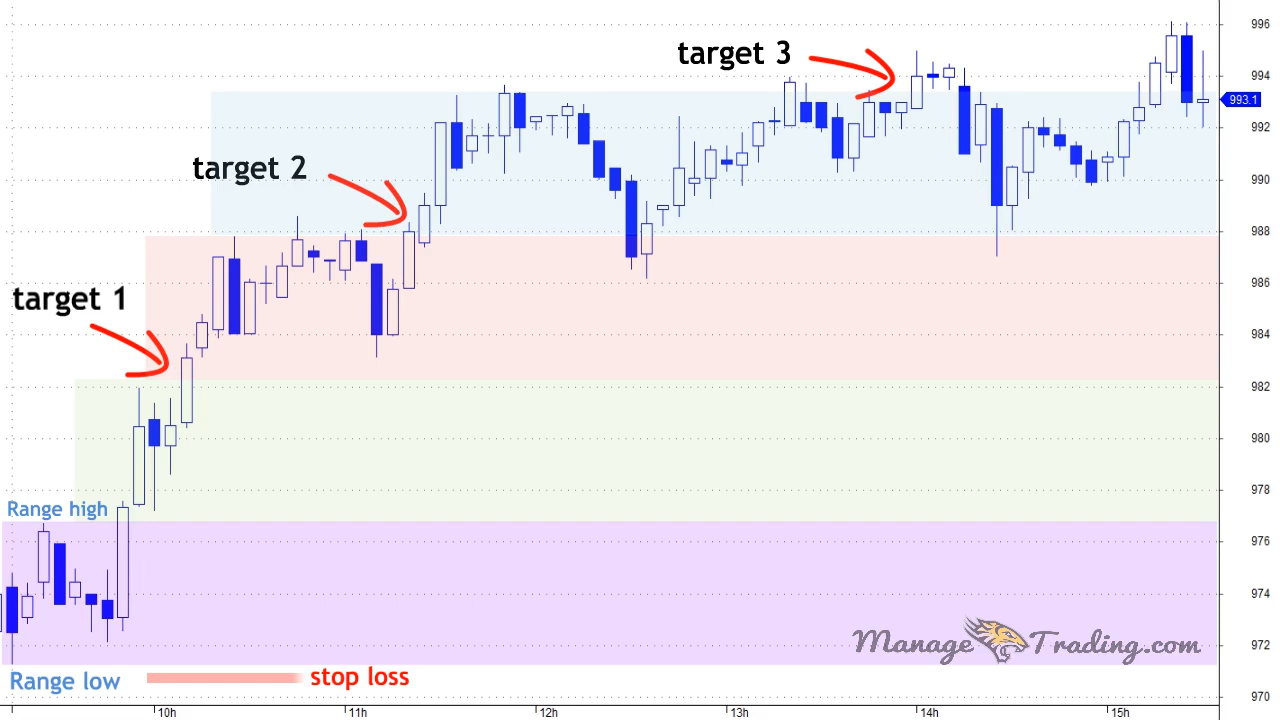 996
target 3
994
993.1
992
target 2
990
988
986
target 1
984
982
980
978
Range high
976
974
ManageTrading.com
972
Range low
stop loss
970
10h
11h
12h
13h
14h
15h